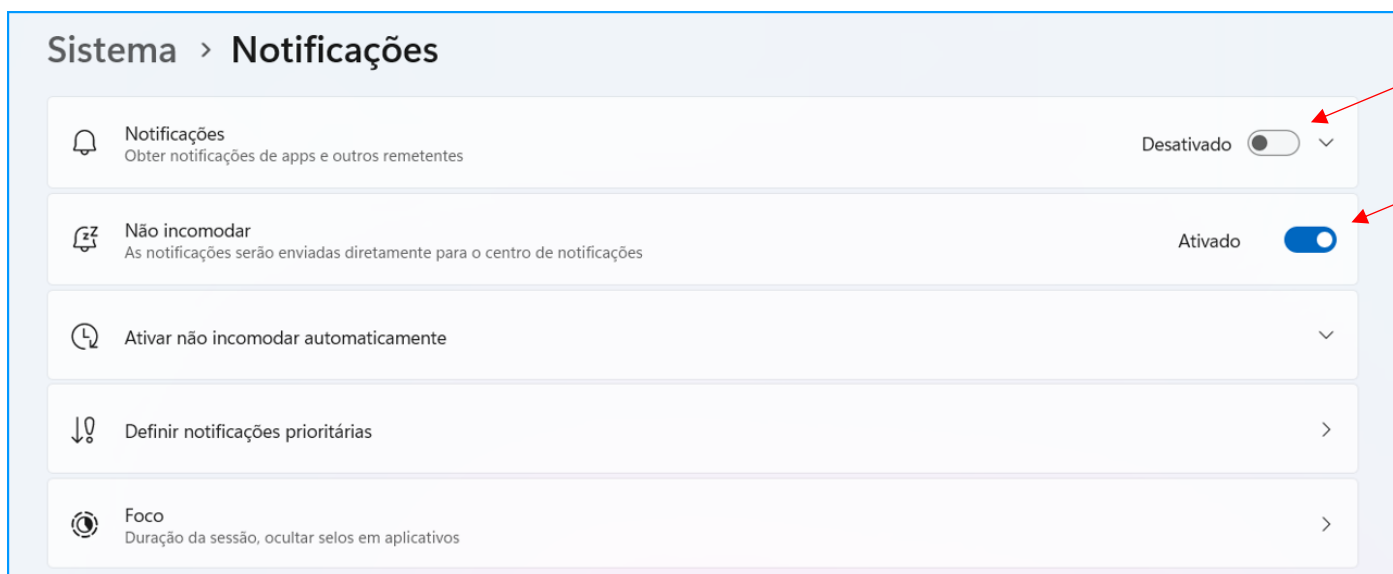 Sistema > Notificações
Notificações
Obter notificações de apps e outros remetentes
Desativado
Não incomodar
As notificações serão enviadas diretamente para o centro de notificações
Ativado
Ativar não incomodar automaticamente
Definir notificações prioritárias
Foco
Duração da sessão, ocultar selos em aplicativos